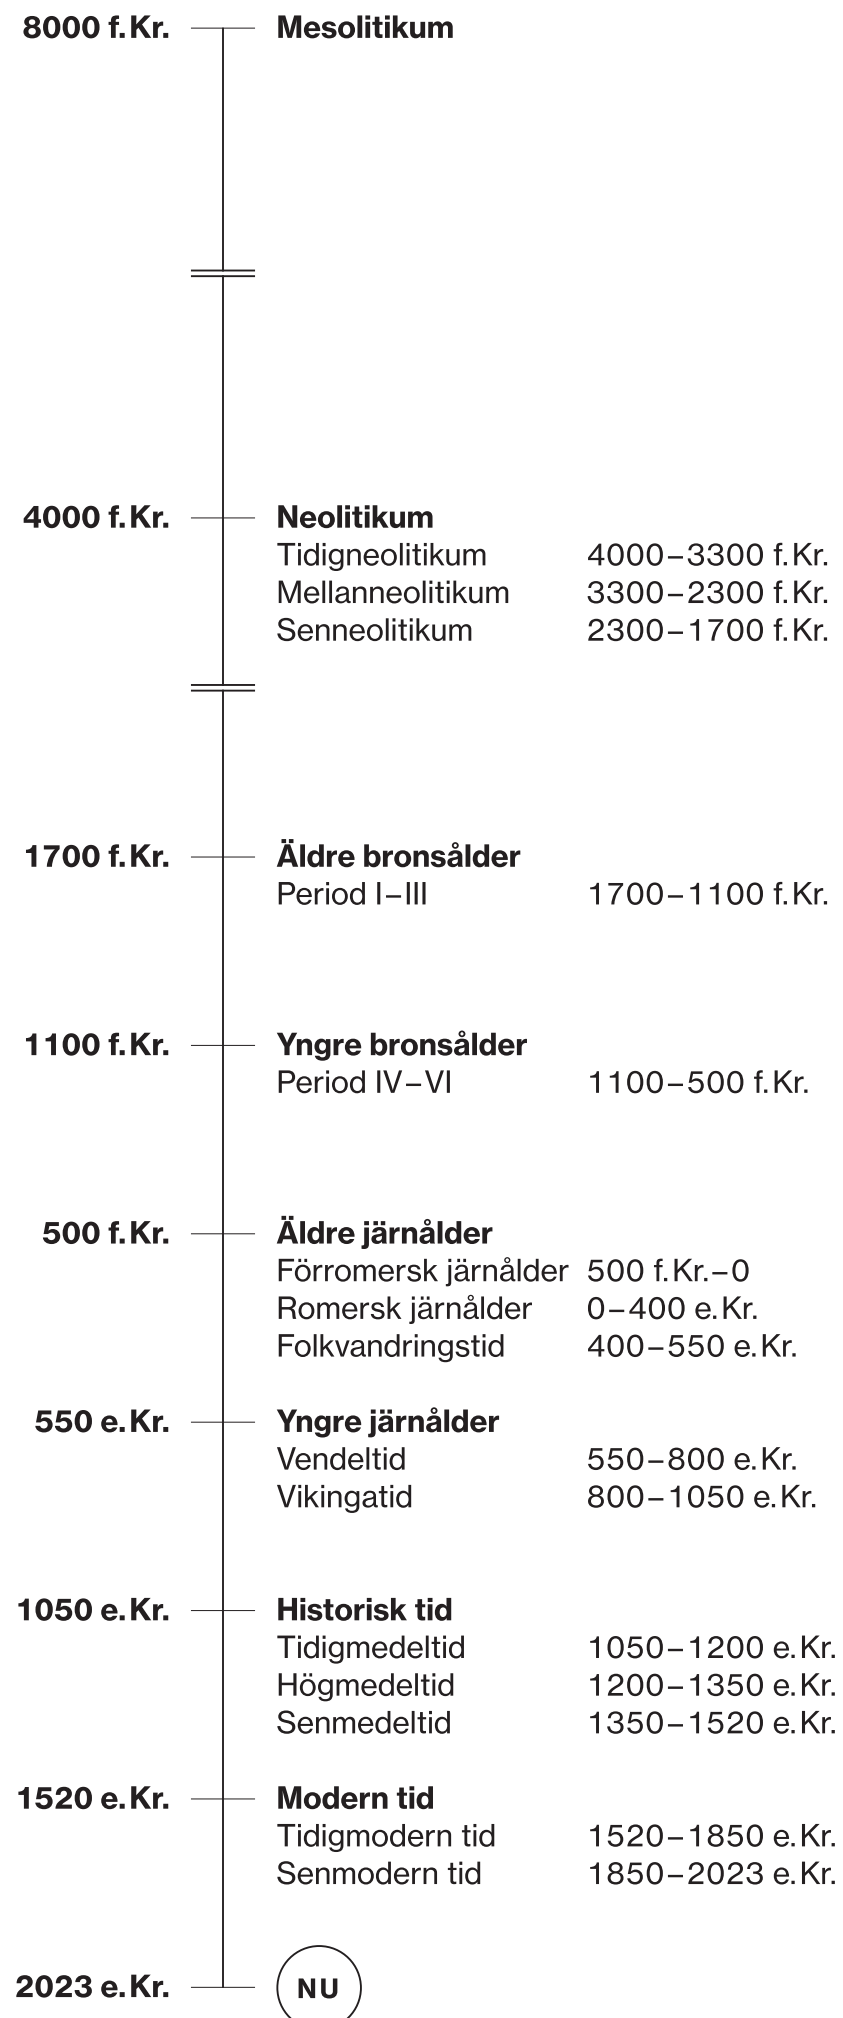 8000 f.Kr. Mesolitikum
4000 f.Kr. Neolitikum
Tidigneolitikum 4000–3300 f.Kr.
Mellanneolitikum 3300–2300 f.Kr.
Senneolitikum 2300–1700 f.Kr.
1700 f.Kr. Äldre bronsålder
Period I–III 1700–1100 f.Kr.
1100 f.Kr. Yngre bronsålder
Period IV–VI 1100–500 f.Kr.
500 f.Kr. Äldre järnålder
Förromersk järnålder 500 f.Kr.–0
Romersk järnålder 0–400 e.Kr.
Folkvandringstid 400–550 e.Kr.
550 e.Kr. Yngre järnålder
Vendeltid 550–800 e.Kr.
Vikingatid 800–1050 e.Kr.
1050 e.Kr. Historisk tid
Tidigmedeltid 1050–1200 e.Kr.
Högmedeltid 1200–1350 e.Kr.
Senmedeltid 1350–1520 e.Kr.
1520 e.Kr. Modern tid
Tidigmodern tid 1520–1850 e.Kr.
Senmodern tid 1850–2023 e.Kr.
2023 e.Kr. NU